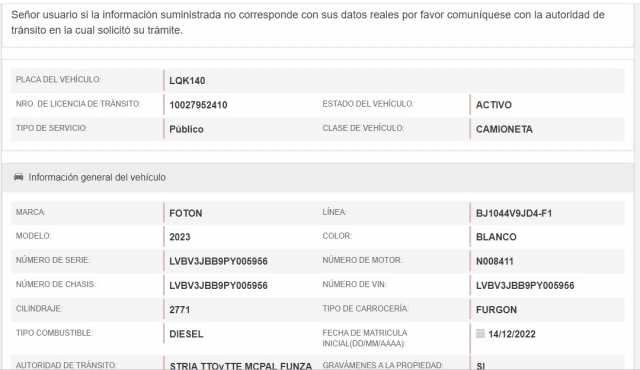 Señor usuario si la información suministrada no corresponde con sus datos reales por favor comuníquese con la autoridad de
tránsito en la cual solicitó su trámite.
PLACA DEL VEHÍCULO: LQK140
NRO. DE LICENCIA DE TRÁNSITO: 10027952410 ESTADO DEL VEHÍCULO: ACTIVO
TIPO DE SERVICIO: Público CLASE DE VEHÍCULO: CAMIONETA
Información general del vehículo
MARCA: FOTON LÍNEA: BJ1044V9JD4-F1
MODELO: 2023 COLOR: BLANCO
NÚMERO DE SERIE: LVBV3JBB9PY005956 NÚMERO DE MOTOR: N008411
NÚMERO DE CHASIS: LVBV3JBB9PY005956 NÚMERO DE VIN: LVBV3JBB9PY005956
CILINDRAJE: 2771 TIPO DE CARROCERÍA: FURGON
TIPO COMBUSTIBLE: DIESEL FECHA DE MATRICULA INICIAL(DD/MM/AAAA): 14/12/2022
AUTORIDAD DE TRÁNSITO: STRIA TTOyTTE MCPAL FUNZA GRAVÁMENES A LA PROPIEDAD: SI